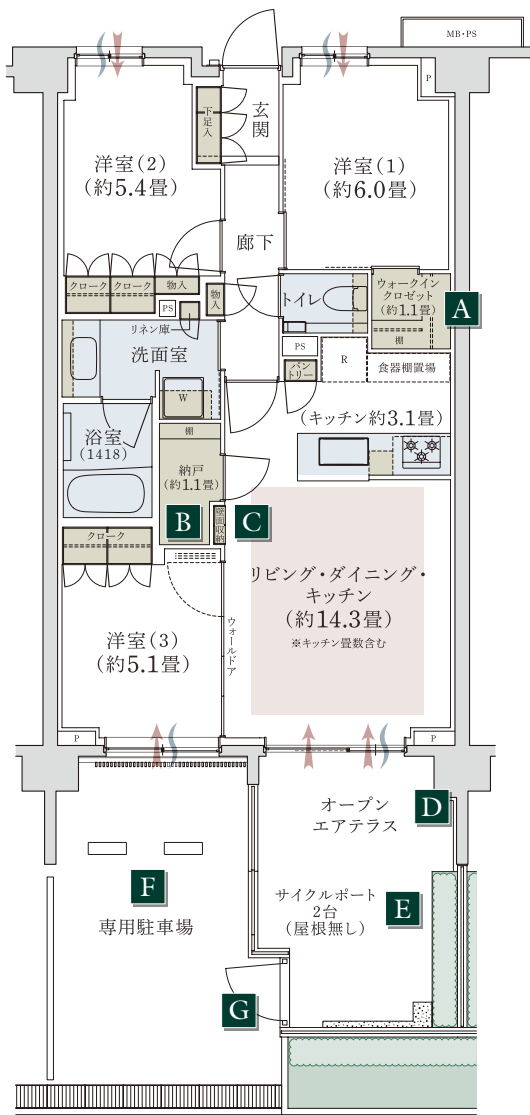 MB・PS
P
下足入
玄関
洋室(2)
(約5.4畳)
洋室(1)
(約6.0畳)
廊下
クローク
クローク
物入
物入
トイレ
ウォークイン
クロゼット
(約1.1畳)
棚
A
PS
リネン庫
洗面室
PS
パン
トリー
R
食器棚置場
W
(キッチン約3.1畳)
浴室
(1418)
棚
納戸
(約1.1畳)
B
壁面収納
C
クローク
リビング・ダイニング・
キッチン
(約14.3畳)
※キッチン畳数含む
洋室(3)
(約5.1畳)
ウォールドア
P
P
オープン
エアテラス
D
F
専用駐車場
サイクルポート
2台
(屋根無し)
E
G